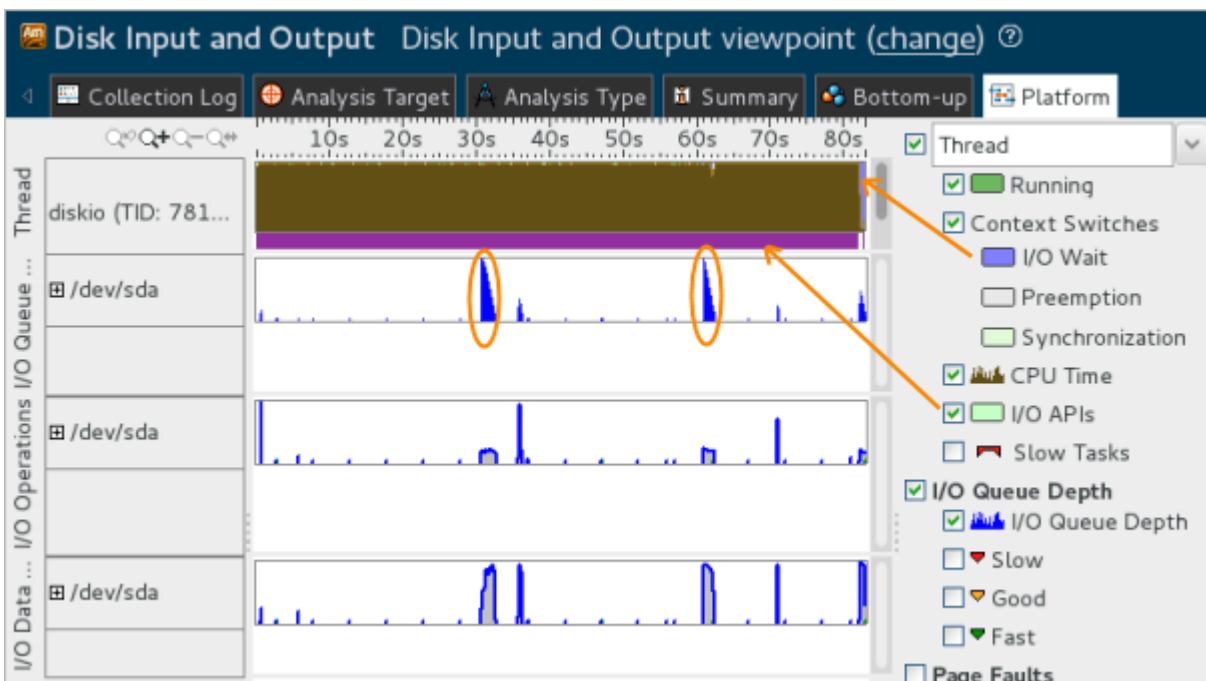 Am Disk Input and Output Disk Input and Output viewpoint (change) ?
Collection Log Analysis Target Analysis Type Summary Bottom-up Platform
10s 20s 30s 40s 50s 60s 70s 80s
Thread
Thread
diskio (TID: 781...
Running
Context Switches
I/O Wait
Preemption
Synchronization
CPU Time
I/O APIs
Slow Tasks
I/O Queue ...
/dev/sda
I/O Operations
/dev/sda
I/O Data ...
/dev/sda
I/O Queue Depth
I/O Queue Depth
Slow
Good
Fast
Page Faults